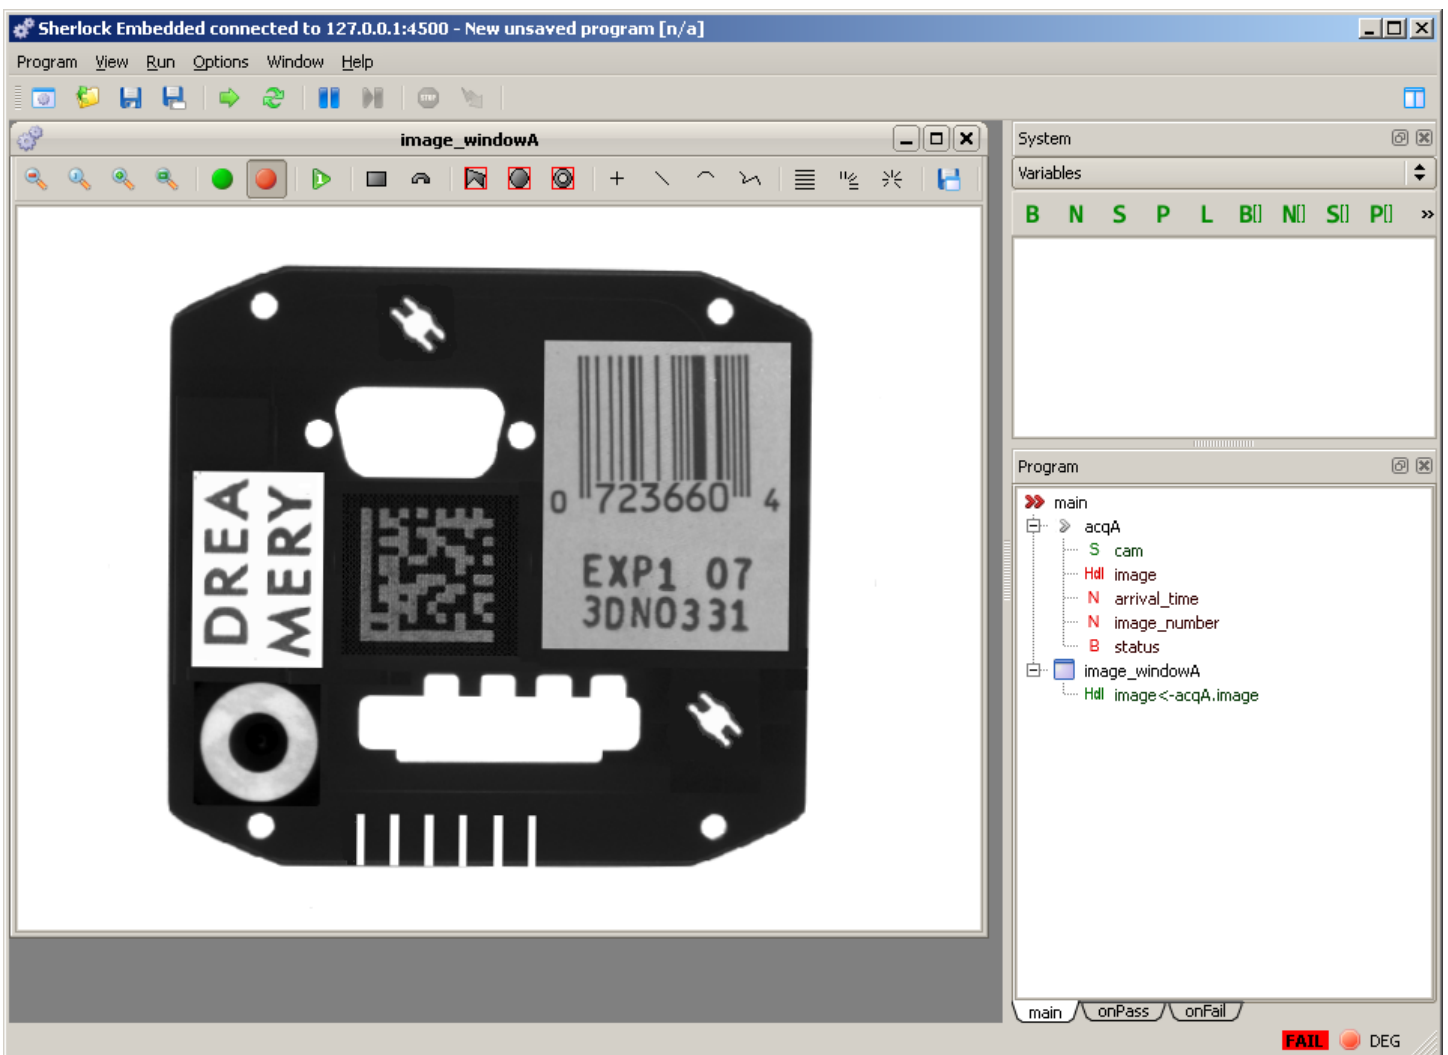 Sherlock Embedded connected to 127.0.0.1:4500 - New unsaved program [n/a]
Program View Run Options Window Help
STOP
image_windowA
System
Variables
B N S P L B[] N[] S[] P[] »
0 723660 4
EXP1 07
3DN0331
DREA
MERY
Program
main
acqA
S cam
Hdl image
N arrival_time
N image_number
B status
image_windowA
Hdl image<-acqA.image
main onPass onFail
FAIL DEG